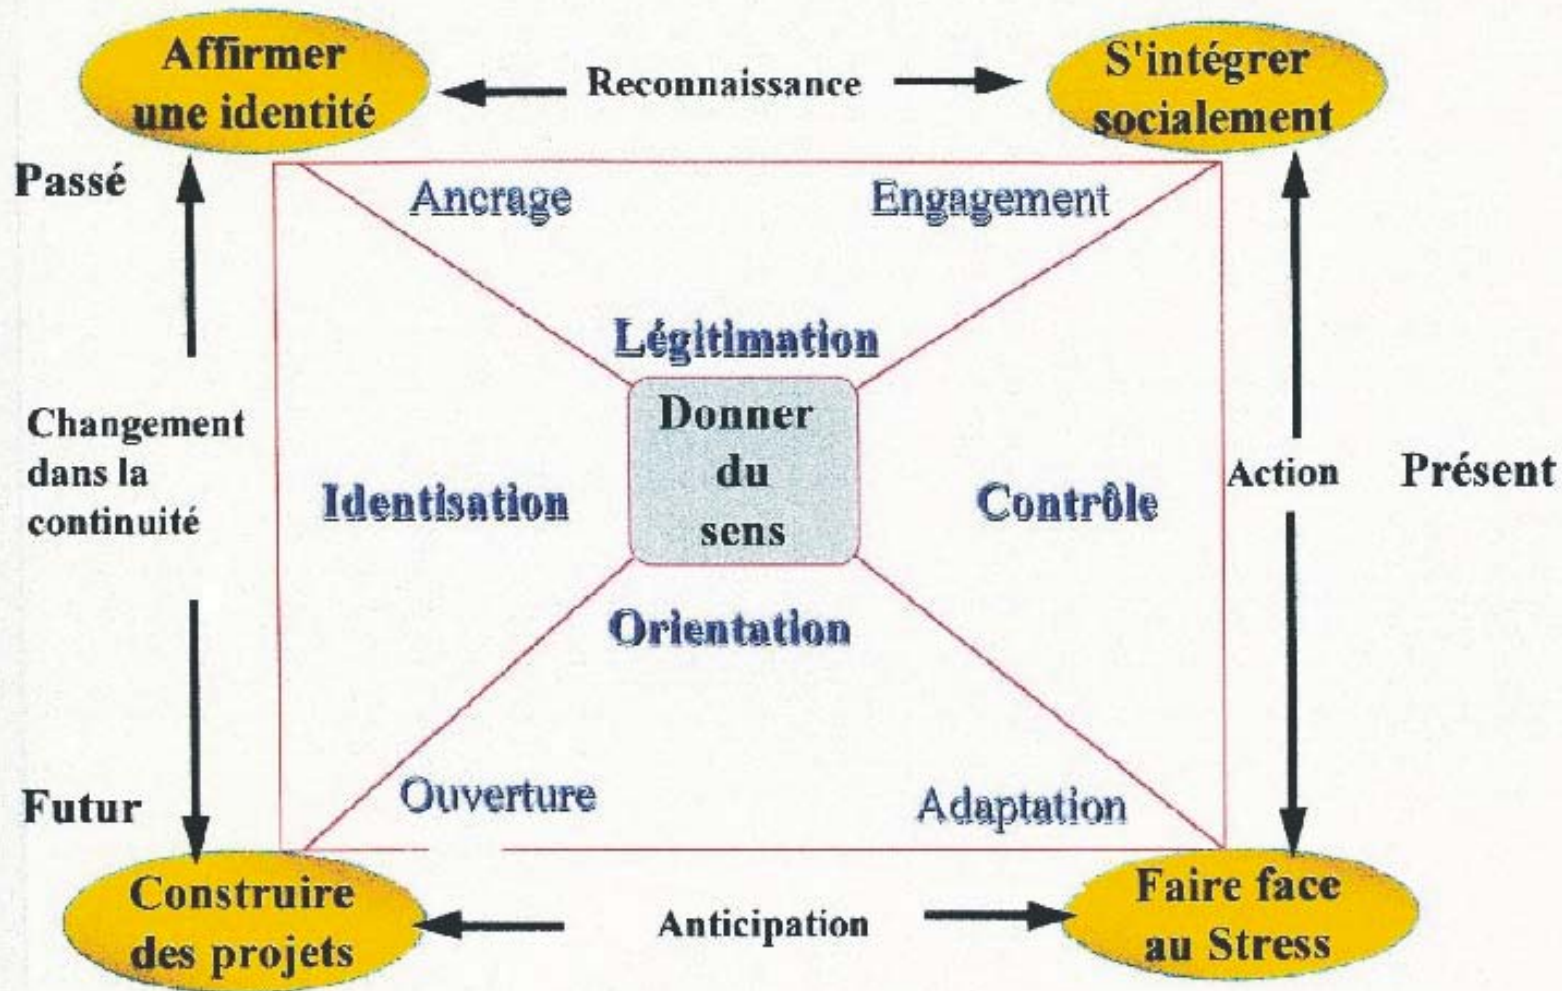 Affirmer
une identité
Reconnaissance
S'intégrer
socialement
Passé
Ancrage
Engagement
Légitimation
Donner
du
sens
Changement
dans la
continuité
Identisation
Contrôle
Action
Présent
Orientation
Futur
Ouverture
Adaptation
Construire
des projets
Anticipation
Faire face
au Stress